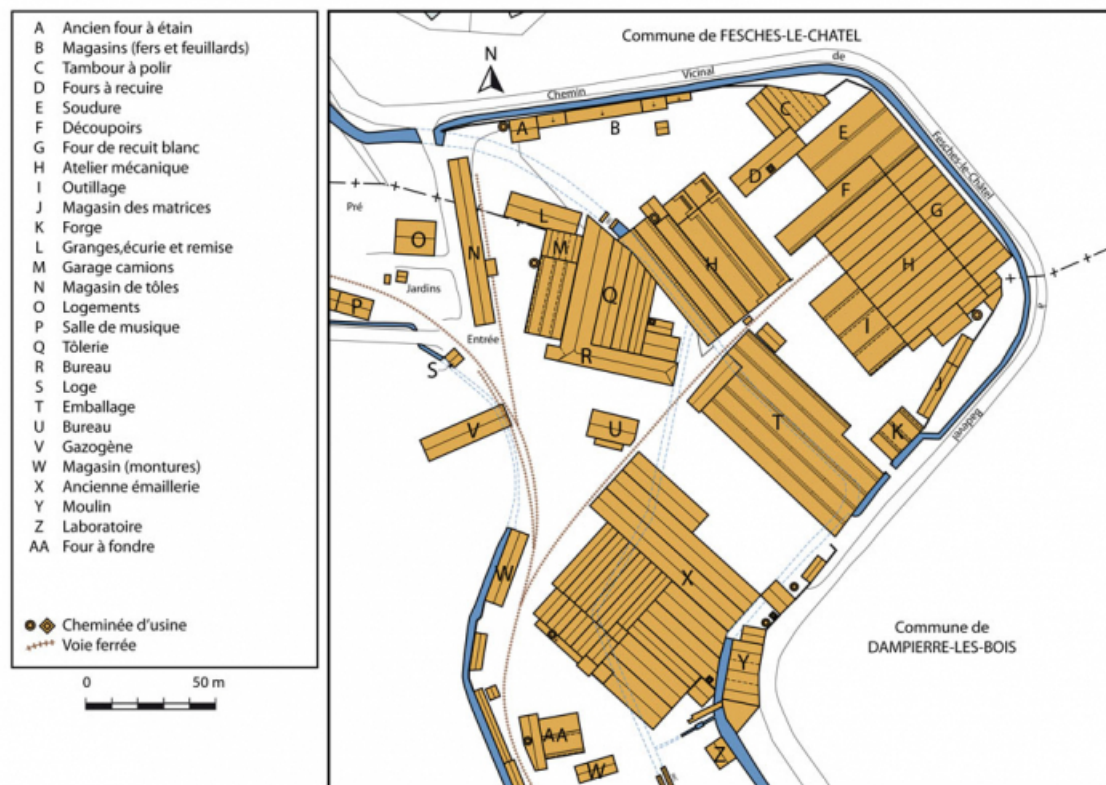 A Ancien four à étain
B Magasins (fers et feuillards)
C Tambour à polir
D Fours à recuire
E Soudure
F Découpoirs
G Four de recuit blanc
H Atelier mécanique
I Outillage
J Magasin des matrices
K Forge
L Granges,écurie et remise
M Garage camions
N Magasin de tôles
O Logements
P Salle de musique
Q Tôlerie
R Bureau
S Loge
T Emballage
U Bureau
V Gazogène
W Magasin (montures)
X Ancienne émaillerie
Y Moulin
Z Laboratoire
AA Four à fondre
Cheminée d'usine
Voie ferrée
0 50 m
Commune de FESCHES-LE-CHATEL
N
Chemin Vicinal de
Fesches-le-Châtel
à
Badevel
A
B
C
D
E
F
G
H
H
I
J
K
L
M
N
O
P
Q
R
S
T
U
V
W
X
Y
Z
AA
W
Pré
Jardins
Entrée
Commune de
DAMPIERRE-LES-BOIS